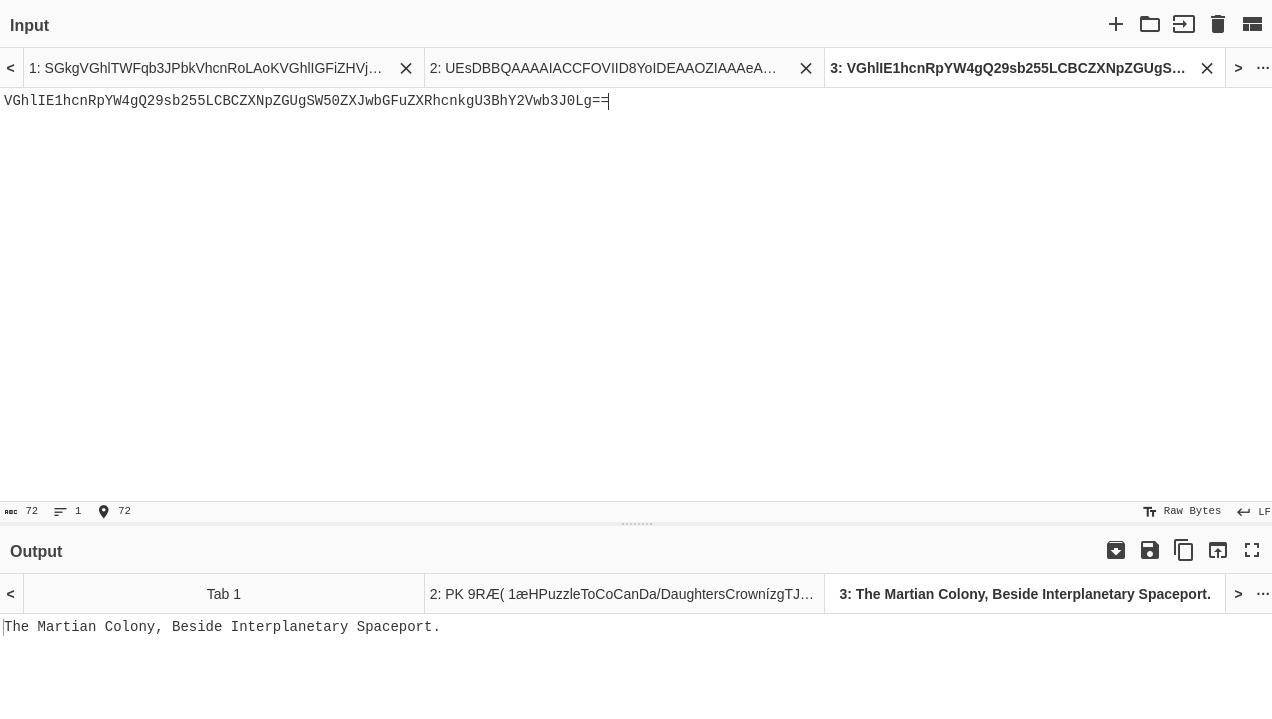 Input
<
1: SGkgVGhlTWFqb3JPbkVhcnRoLAoKVGhlIGFiZHVj…
2: UEsDBBQAAAAIACCFOVIID8YoIDEAAOZIAAAeA…
3: VGhlIE1hcnRpYW4gQ29sb255LCBCZXNpZGUgS…
>
VGhlIE1hcnRpYW4gQ29sb255LCBCZXNpZGUgSW50ZXJwbGFuZXRhcnkgU3BhY2Vwb3J0Lg==
ABC 72 1 72 Raw Bytes LF
Output
<
Tab 1
2: PK 9RÆ( 1æHPuzzleToCoCanDa/DaughtersCrownízgTJ…
3: The Martian Colony, Beside Interplanetary Spaceport.
>
The Martian Colony, Beside Interplanetary Spaceport.